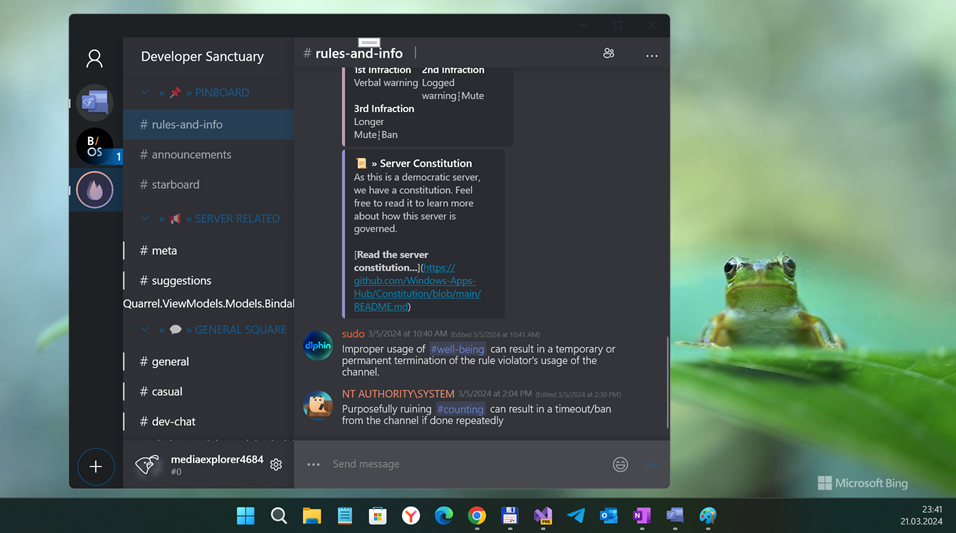 Developer Sanctuary
« 📌 » PINBOARD
# rules-and-info
# announcements
# starboard
« 📢 » SERVER RELATED
# meta
# suggestions
Quarrel.ViewModels.Models.Bindal
« 💬 » GENERAL SQUARE
# general
# casual
# dev-chat
mediaexplorer4684
#0
B/
OS
1
# rules-and-info
1st Infraction 2nd Infraction
Verbal warning Logged
warning¦Mute
3rd Infraction
Longer
Mute¦Ban
📜 » Server Constitution
As this is a democratic server,
we have a constitution. Feel
free to read it to learn more
about how this server is
governed.
[Read the server
constitution...](https://
github.com/Windows-Apps-
Hub/Constitution/blob/main/
README.md)
diphin
sudo 3/5/2024 at 10:40 AM (Edited 3/5/2024 at 10:41 AM)
Improper usage of #well-being can result in a temporary or
permanent termination of the rule violator's usage of the
channel.
NT AUTHORITY\SYSTEM 3/5/2024 at 2:04 PM (Edited 3/5/2024 at 2:30 PM)
Purposefully ruining #counting can result in a timeout/ban
from the channel if done repeatedly
Send message
Microsoft Bing
23:41
21.03.2024